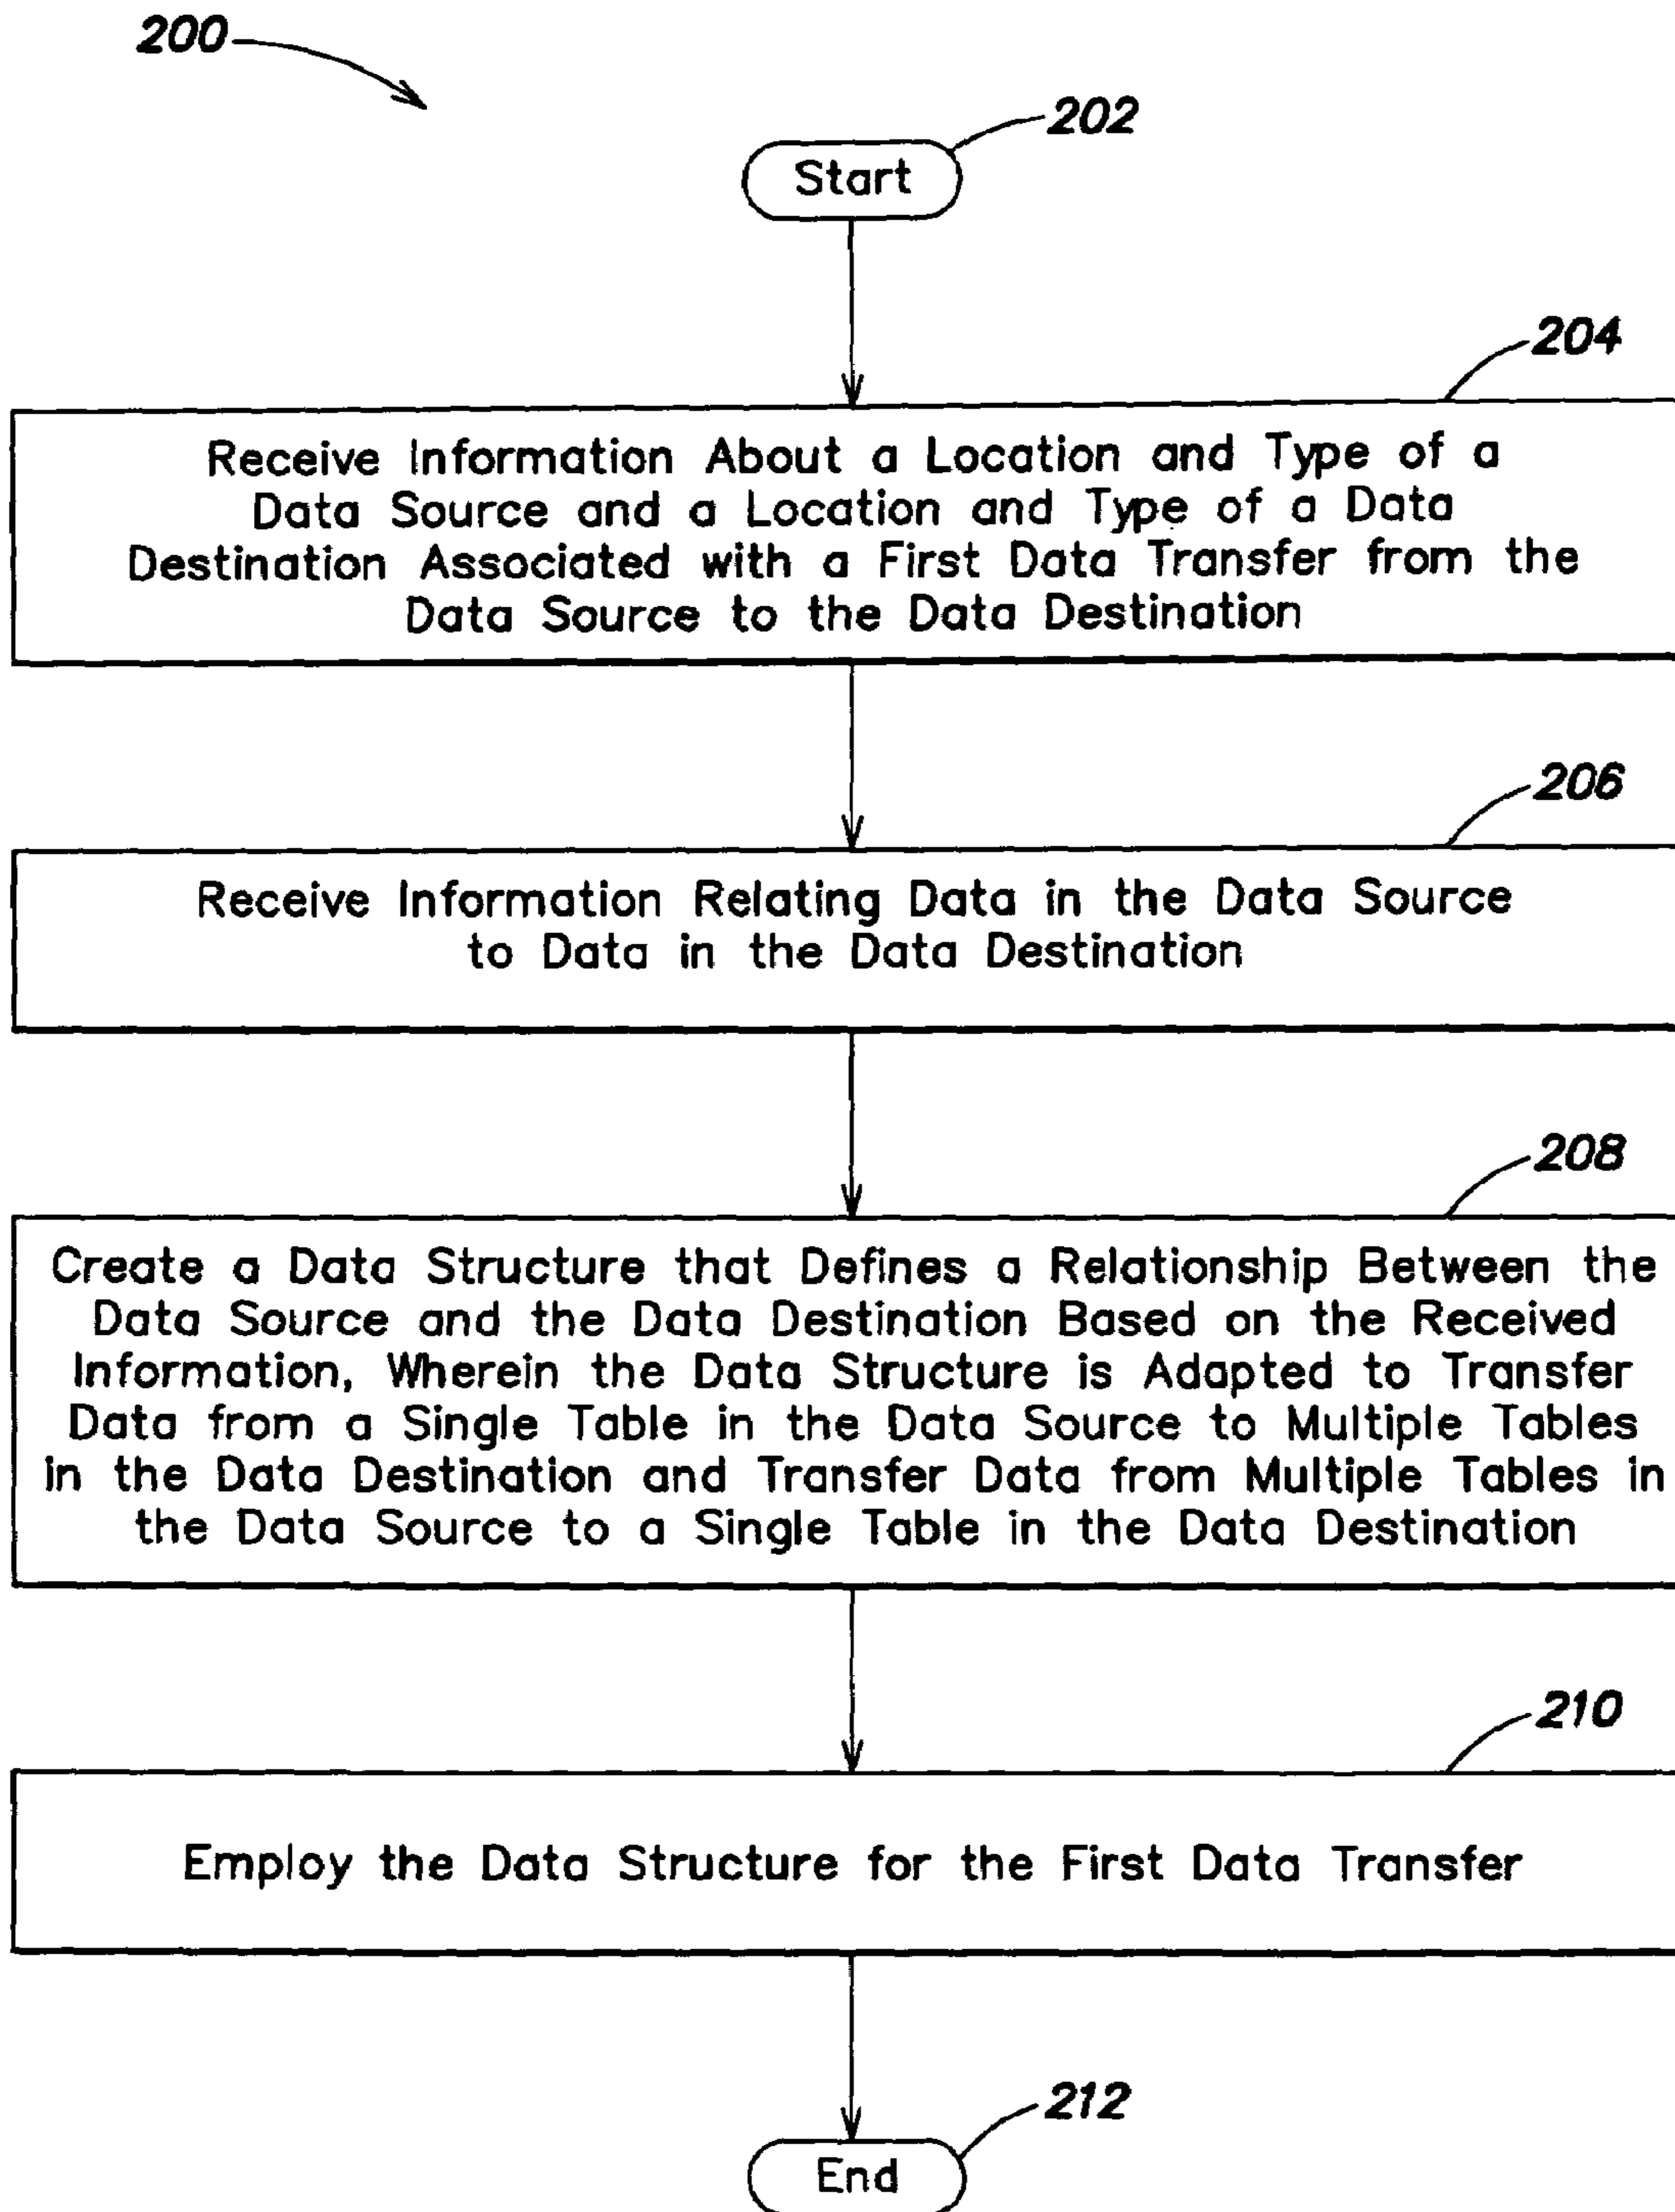 200
202
Start
204
Receive Information About a Location and Type of a
Data Source and a Location and Type of a Data
Destination Associated with a First Data Transfer from the
Data Source to the Data Destination
206
Receive Information Relating Data in the Data Source
to Data in the Data Destination
208
Create a Data Structure that Defines a Relationship Between the
Data Source and the Data Destination Based on the Received
Information, Wherein the Data Structure is Adapted to Transfer
Data from a Single Table in the Data Source to Multiple Tables
in the Data Destination and Transfer Data from Multiple Tables in
the Data Source to a Single Table in the Data Destination
210
Employ the Data Structure for the First Data Transfer
212
End